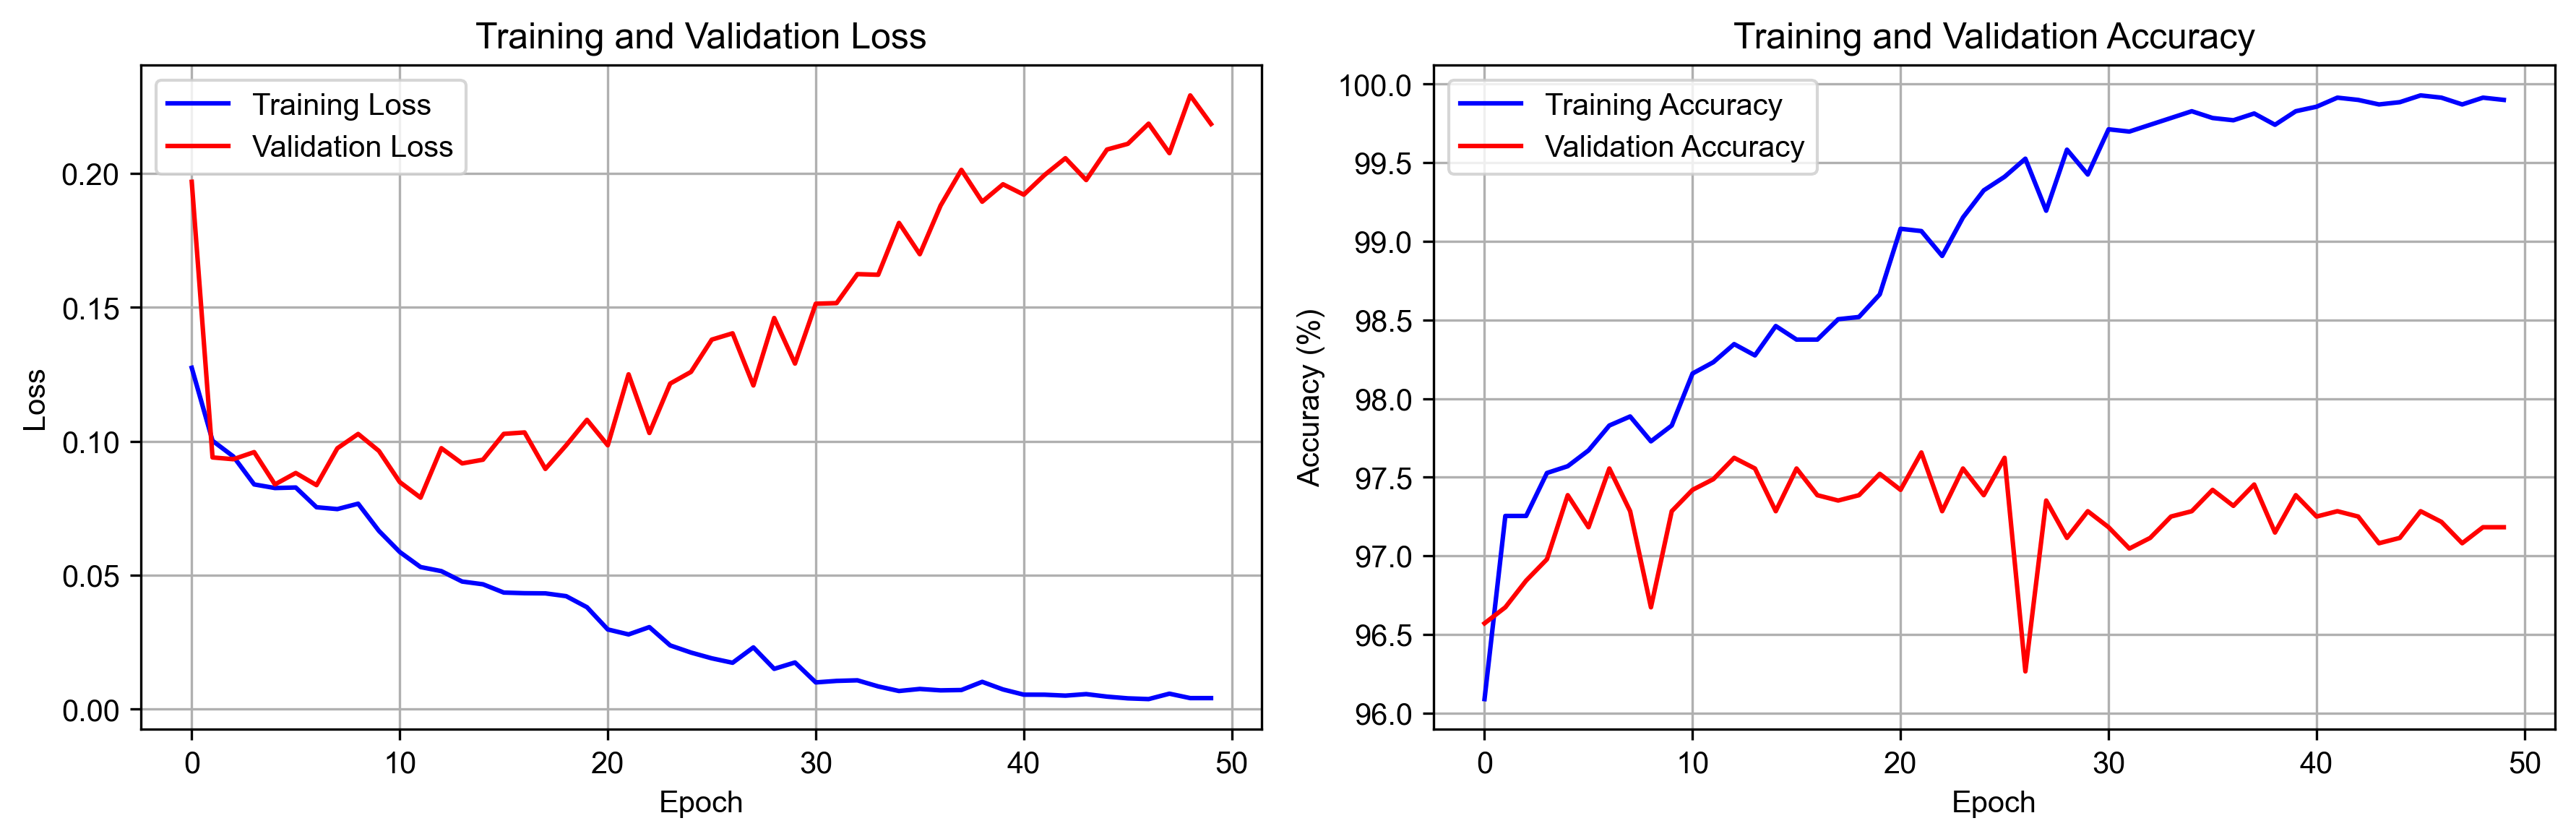 Training and Validation Loss
Training Loss
Validation Loss
0.20
0.15
0.10
0.05
0.00
Loss
0 10 20 30 40 50
Epoch
Training and Validation Accuracy
Training Accuracy
Validation Accuracy
100.0
99.5
99.0
98.5
98.0
97.5
97.0
96.5
96.0
Accuracy (%)
0 10 20 30 40 50
Epoch